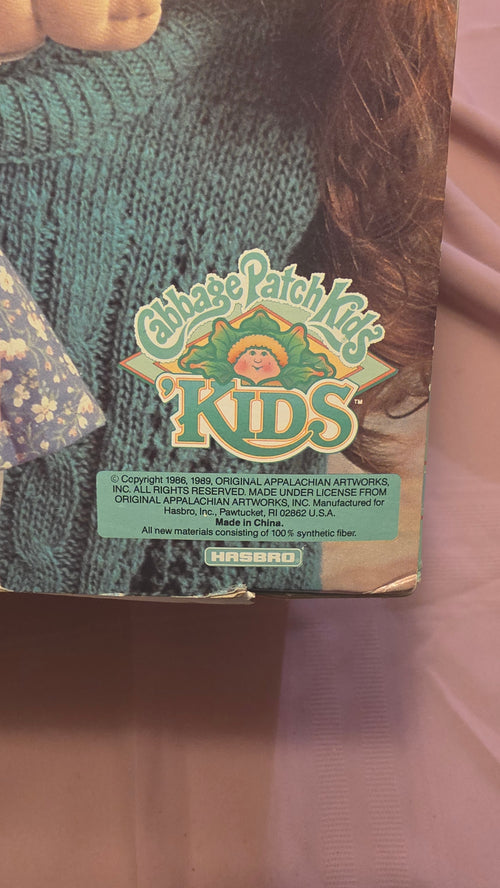 Cabbage Patch Kids
'KIDS™
© Copyright 1986, 1989, ORIGINAL APPALACHIAN ARTWORKS,
INC. ALL RIGHTS RESERVED. MADE UNDER LICENSE FROM
ORIGINAL APPALACHIAN ARTWORKS, INC. Manufactured for
Hasbro, Inc., Pawtucket, RI 02862 U.S.A.
Made in China.
All new materials consisting of 100% synthetic fiber.
HASBRO